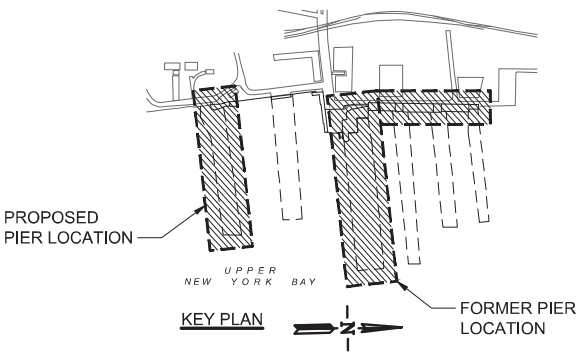 PROPOSED
PIER LOCATION
UPPER
NEW YORK BAY
KEY PLAN
N
FORMER PIER
LOCATION